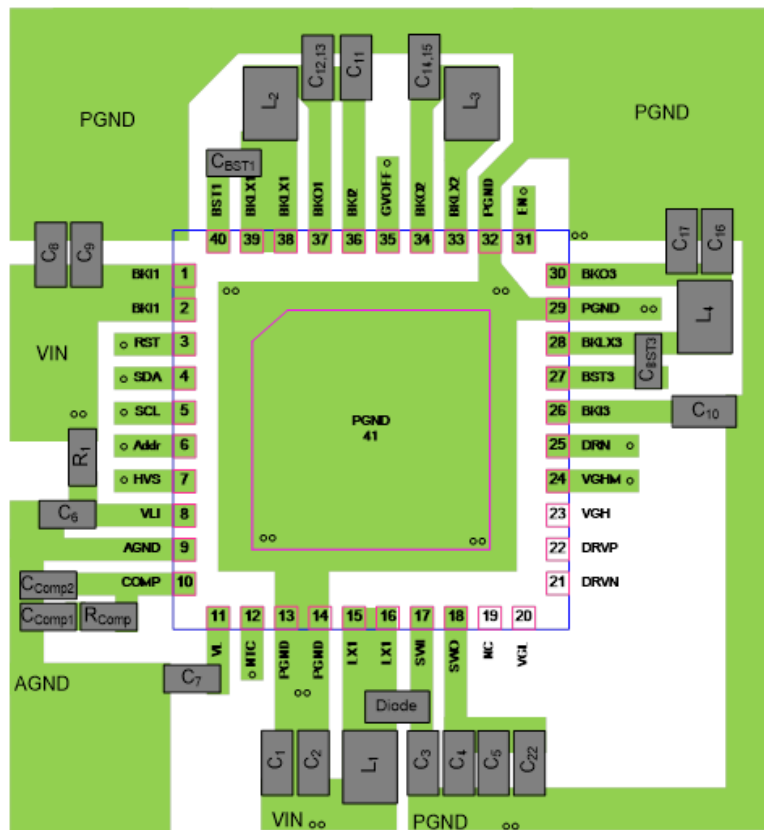 C12,13
C11
C14,15
L2
L3
PGND
PGND
CBST1
BST1
BKLX1
BKLX1
BKO1
BKI2
GVOFF
BKO2
BKLX2
PGND
EN
40 39 38 37 36 35 34 33 32 31
C8
C9
C17
C16
BKI1 1
30 BKO3
BKI1 2
29 PGND
L4
VIN
RST 3
28 BKLX3
CBST3
SDA 4
27 BST3
SCL 5
26 BKI3
C10
PGND
41
R1
Addr 6
25 DRN
HVS 7
24 VGHM
C6
VLI 8
23 VGH
AGND 9
22 DRVP
CComp2
COMP 10
21 DRVN
CComp1
RComp
11 12 13 14 15 16 17 18 19 20
VL
NTC
PGND
PGND
LX1
LX1
SWI
SWO
NC
VGL
AGND
C7
Diode
C1
C2
L1
C3
C4
C5
C22
VIN
PGND